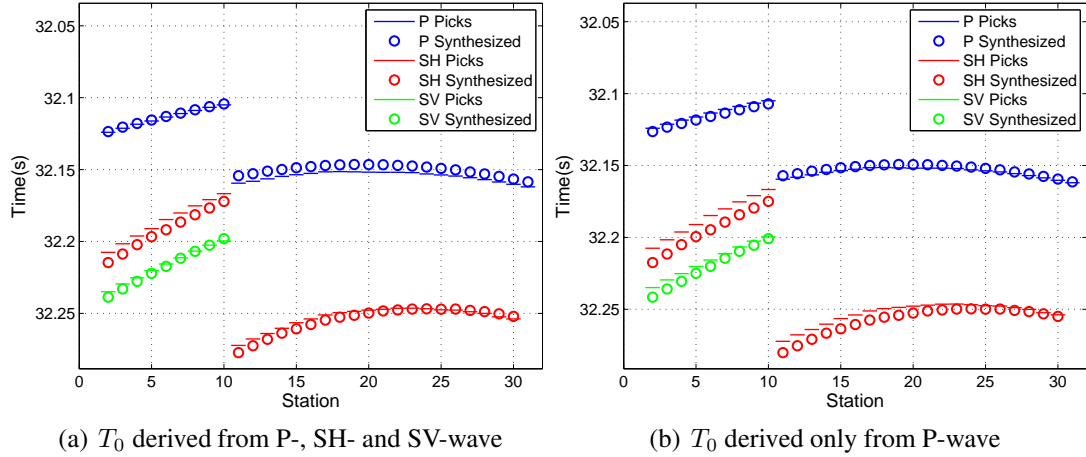 32.05
32.1
32.15
32.2
32.25
Time(s)
0 5 10 15 20 25 30
Station
P Picks
P Synthesized
SH Picks
SH Synthesized
SV Picks
SV Synthesized
(a) T₀ derived from P-, SH- and SV-wave
32.05
32.1
32.15
32.2
32.25
Time(s)
0 5 10 15 20 25 30
Station
P Picks
P Synthesized
SH Picks
SH Synthesized
SV Picks
SV Synthesized
(b) T₀ derived only from P-wave